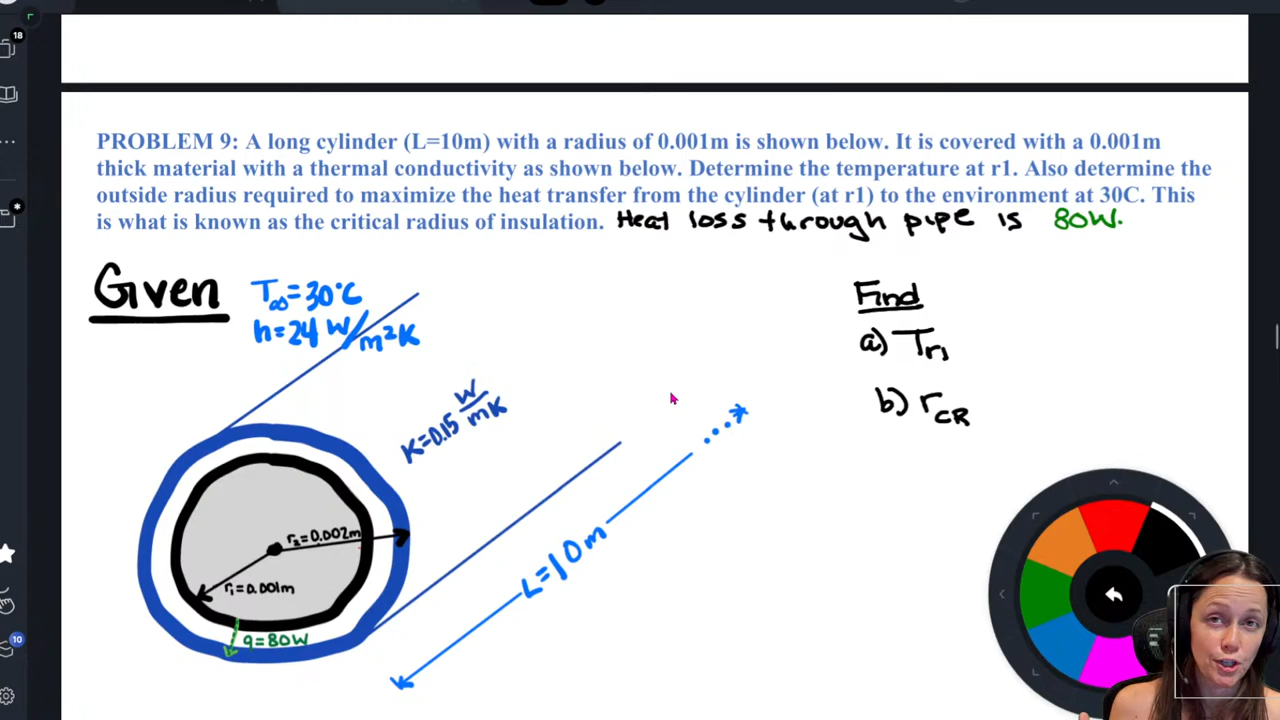 18
PROBLEM 9: A long cylinder (L=10m) with a radius of 0.001m is shown below. It is covered with a 0.001m
thick material with a thermal conductivity as shown below. Determine the temperature at r1. Also determine the
outside radius required to maximize the heat transfer from the cylinder (at r1) to the environment at 30C. This
is what is known as the critical radius of insulation. Heat loss through pipe is 80W.
Given
T∞=30°C
h=24 W/m²K
Find
a) Tr1
b) rCR
K=0.15 W/mK
r2=0.002m
r1=0.001m
q=80W
L=10m
10